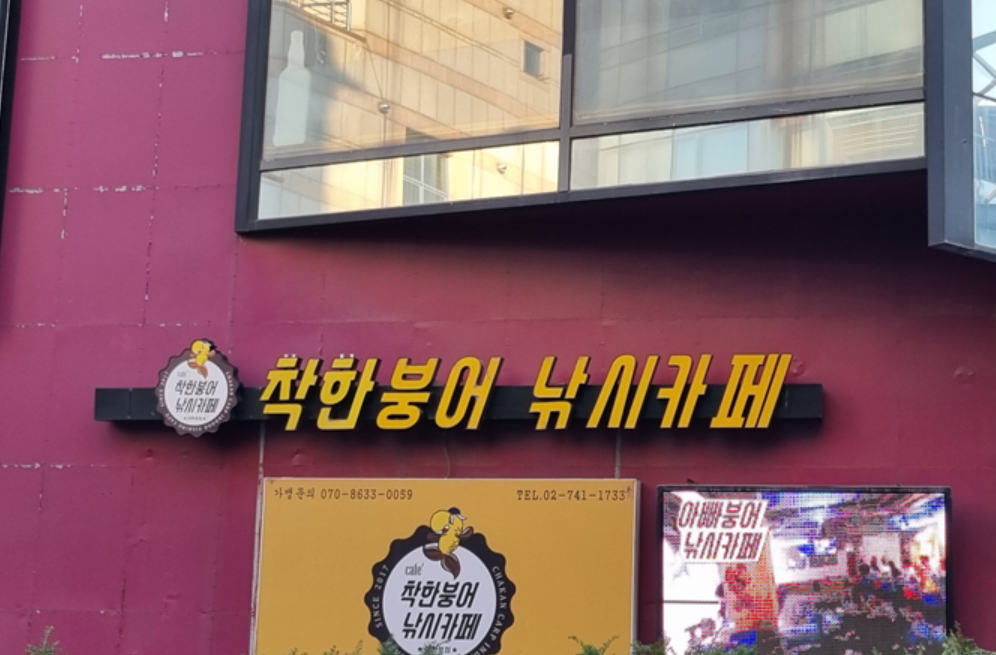 착한붕어 낚시카페
cafe'
착한붕어
낚시카페
가맹문의 070-8633-0059
TEL.02-741-1733
SINCE 2017
cafe'
착한붕어
낚시카페
CHAKAN CARP
아빠붕어
낚시카페